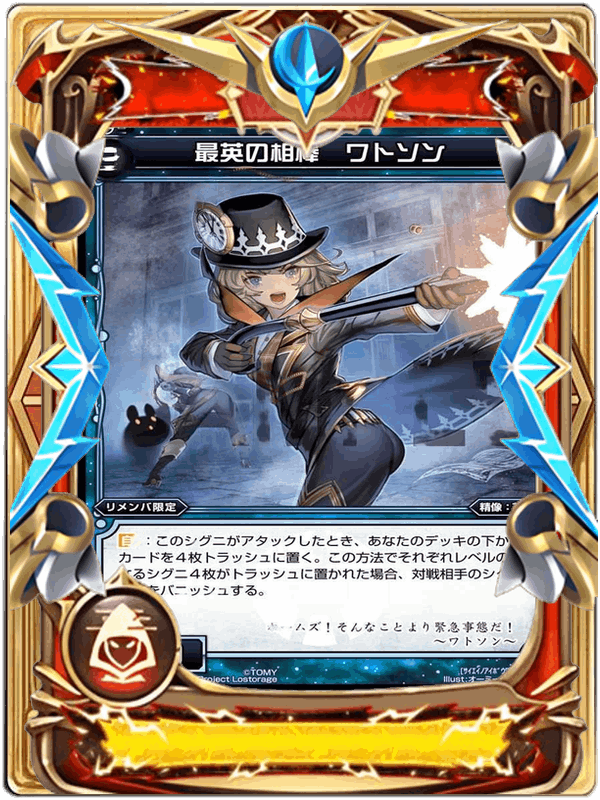 最英の相棒 ワトソン
リメンバ限定
精像:
:このシグニがアタックしたとき、あなたのデッキの下か
カードを4枚トラッシュに置く。この方法でそれぞれレベルの
るシグニ4枚がトラッシュに置かれた場合、対戦相手のシ
をバニッシュする。
ームズ!そんなことより緊急事態だ!
~ワトソン~
©TOMY
Project Lostorage
Illust:オー